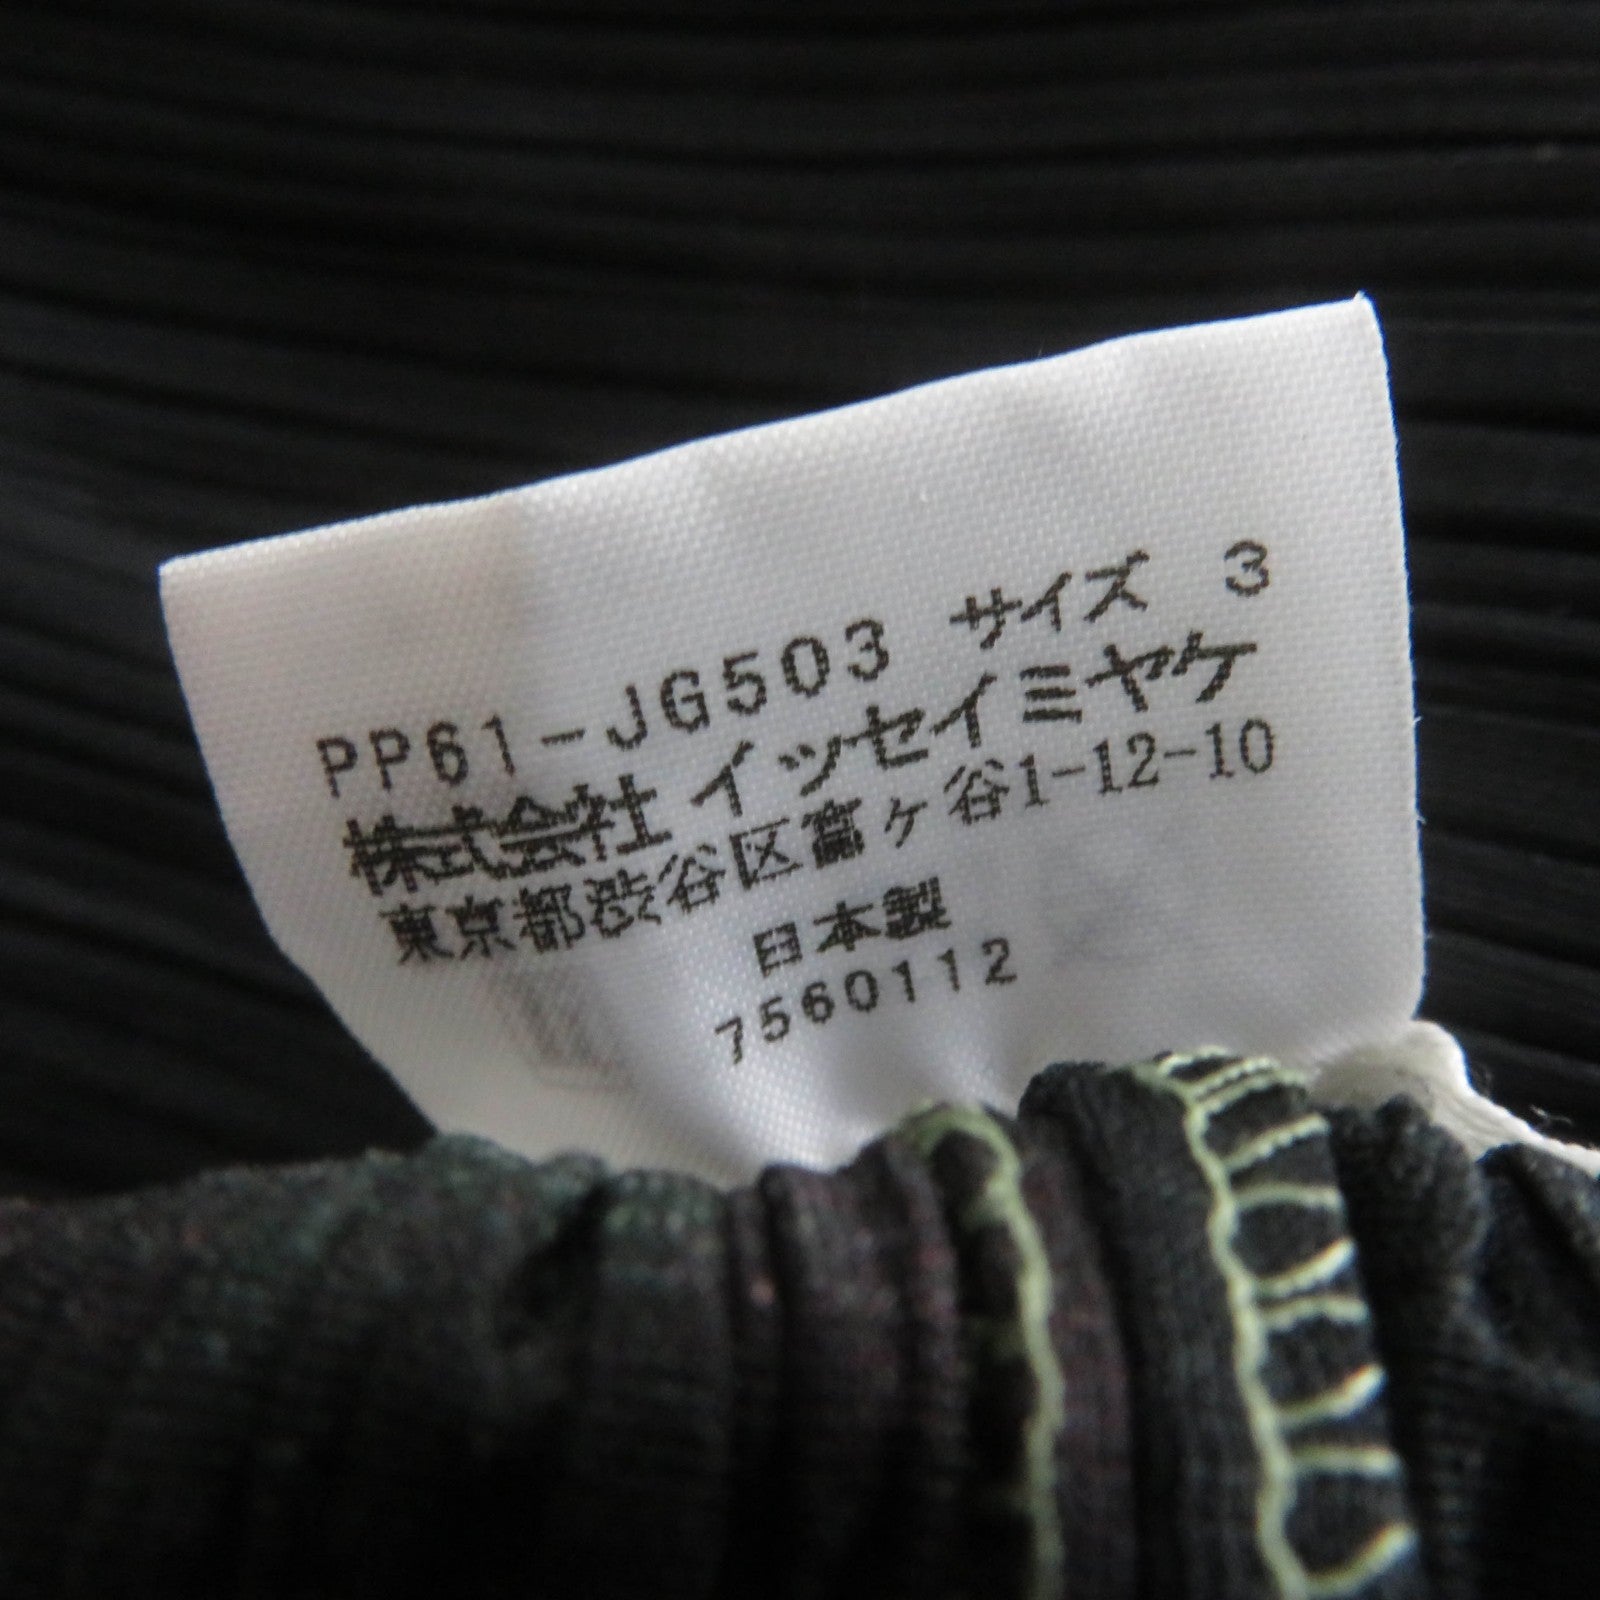 PP61-JG503 サイズ 3
株式会社 イッセイミヤケ
東京都渋谷区富ヶ谷1-12-10
日本製
7560112